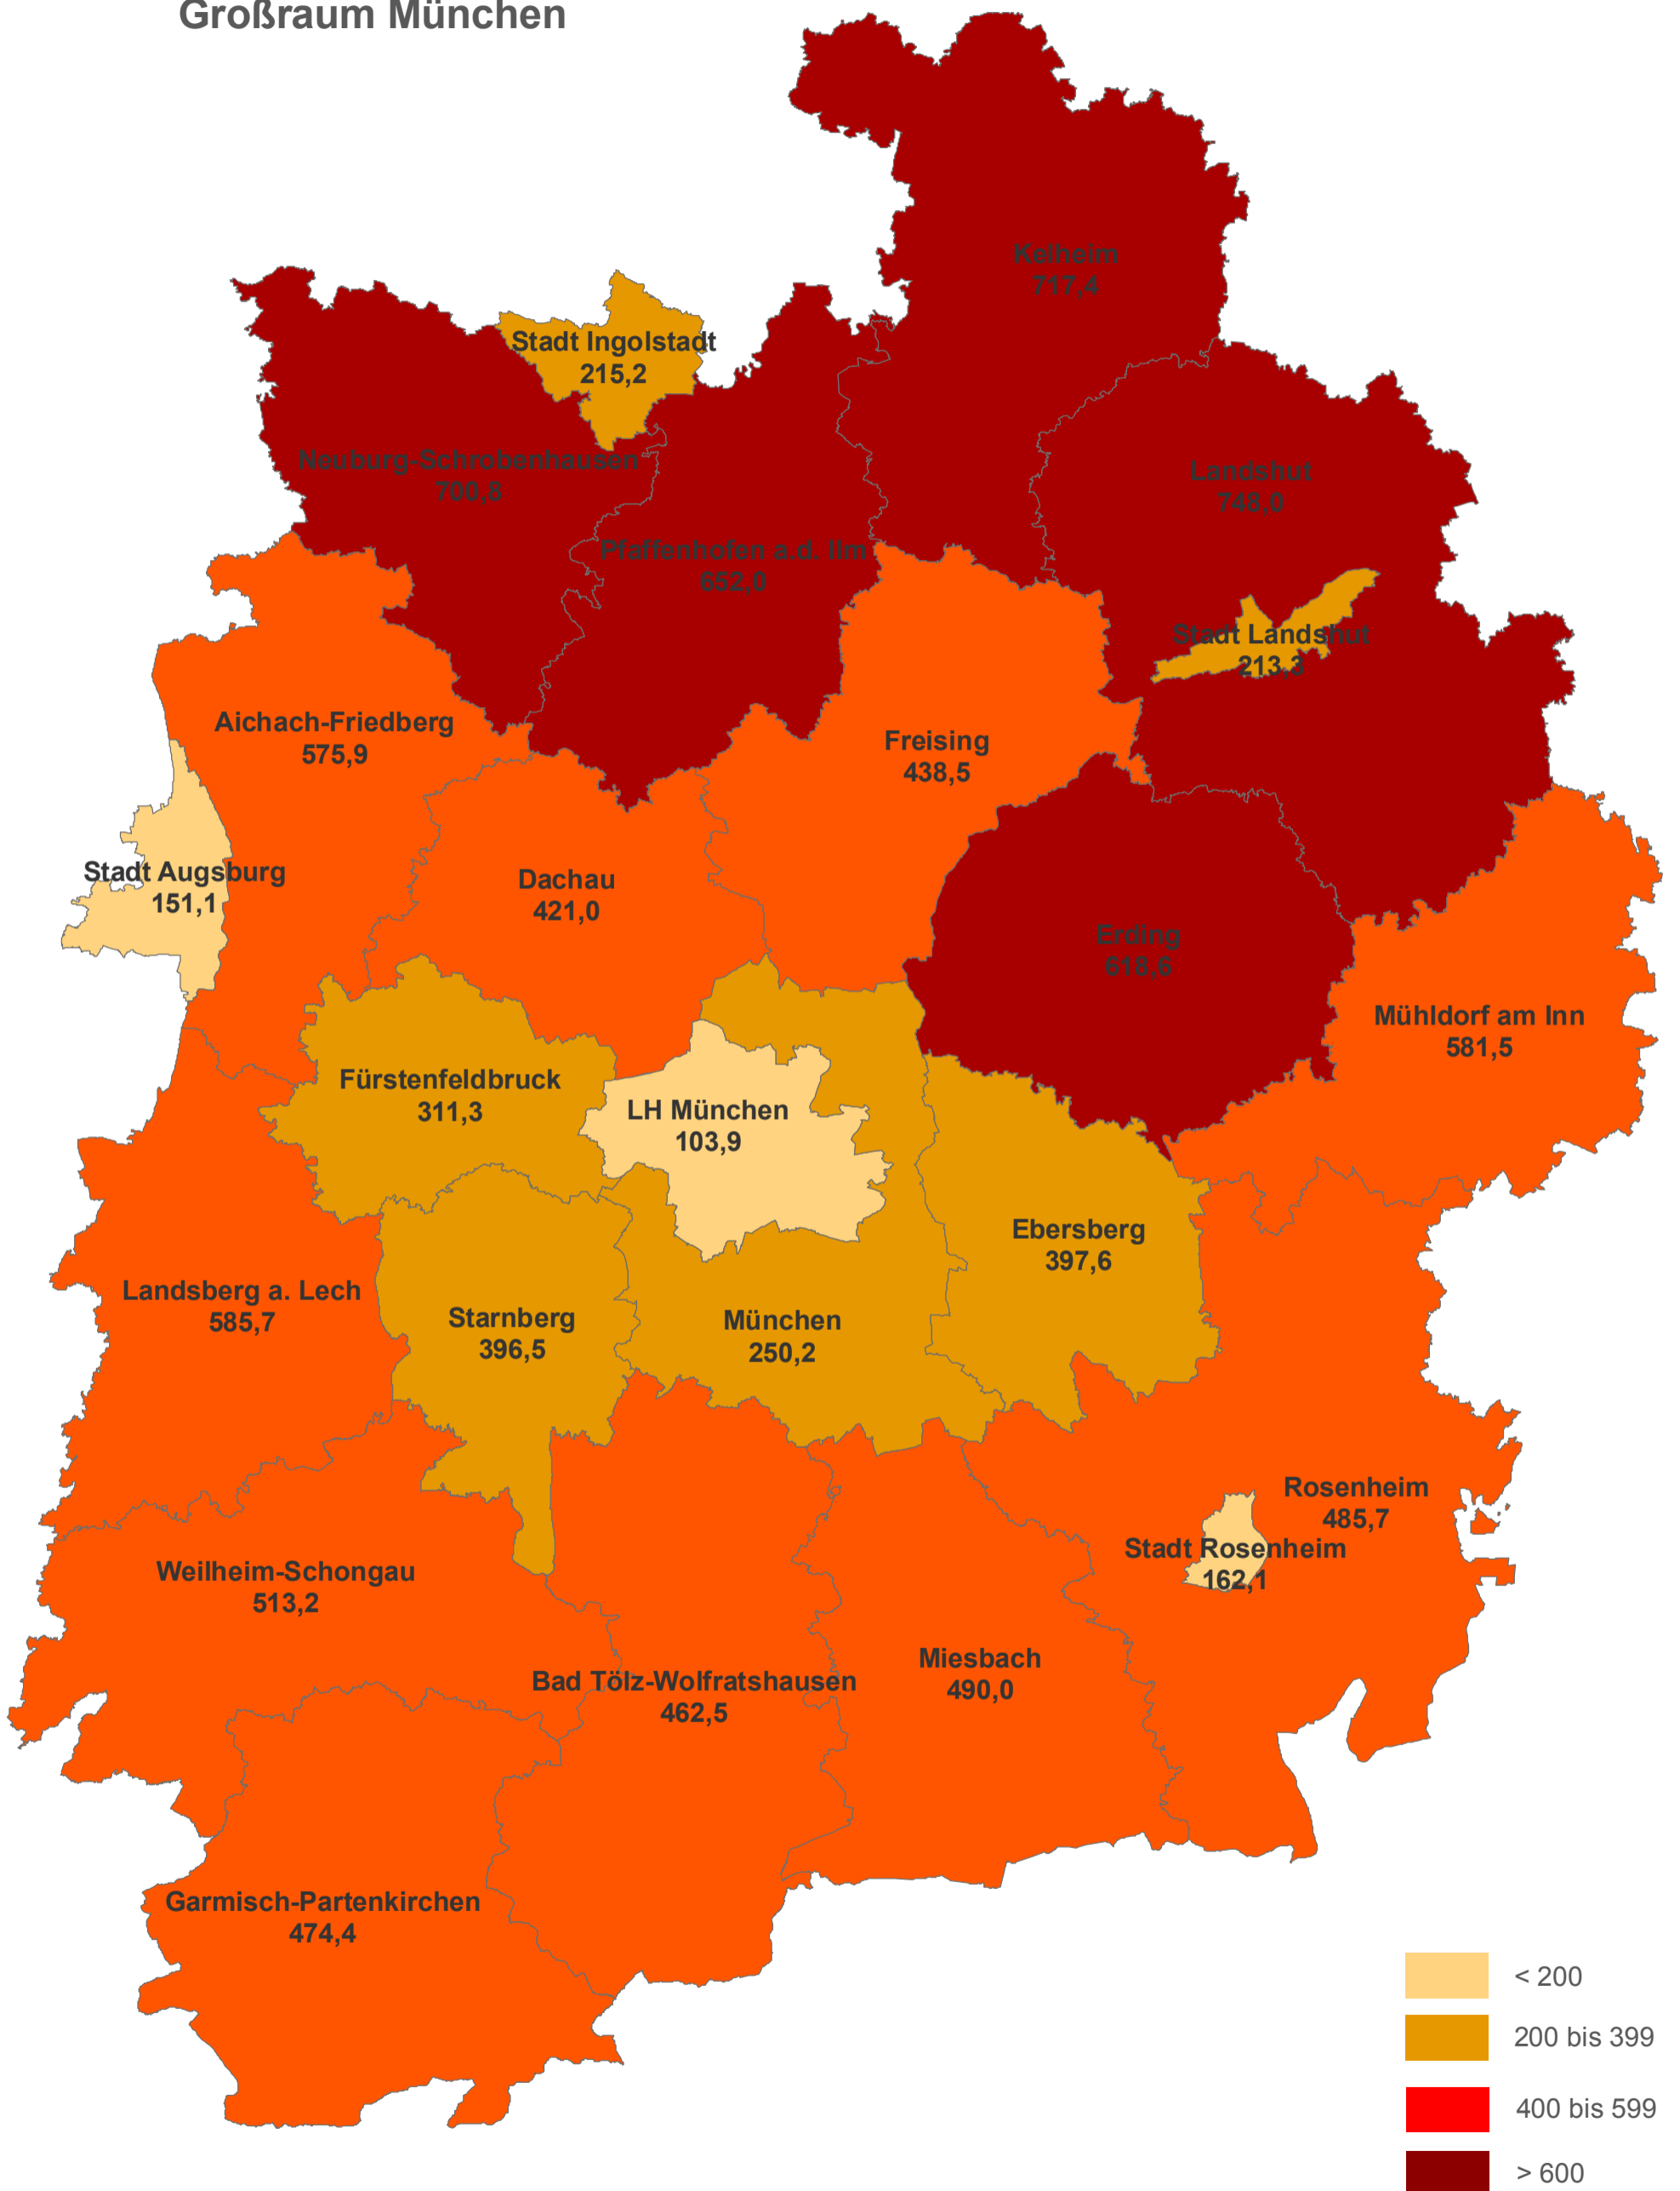 Großraum München
Kelheim
717,4
Stadt Ingolstadt
215,2
Neuburg-Schrobenhausen
700,8
Landshut
748,0
Pfaffenhofen a.d. Ilm
652,0
Stadt Landshut
213,3
Aichach-Friedberg
575,9
Freising
438,5
Stadt Augsburg
151,1
Dachau
421,0
Erding
618,6
Mühldorf am Inn
581,5
Fürstenfeldbruck
311,3
LH München
103,9
Ebersberg
397,6
Landsberg a. Lech
585,7
Starnberg
396,5
München
250,2
Rosenheim
485,7
Stadt Rosenheim
162,1
Weilheim-Schongau
513,2
Miesbach
490,0
Bad Tölz-Wolfratshausen
462,5
Garmisch-Partenkirchen
474,4
< 200
200 bis 399
400 bis 599
> 600